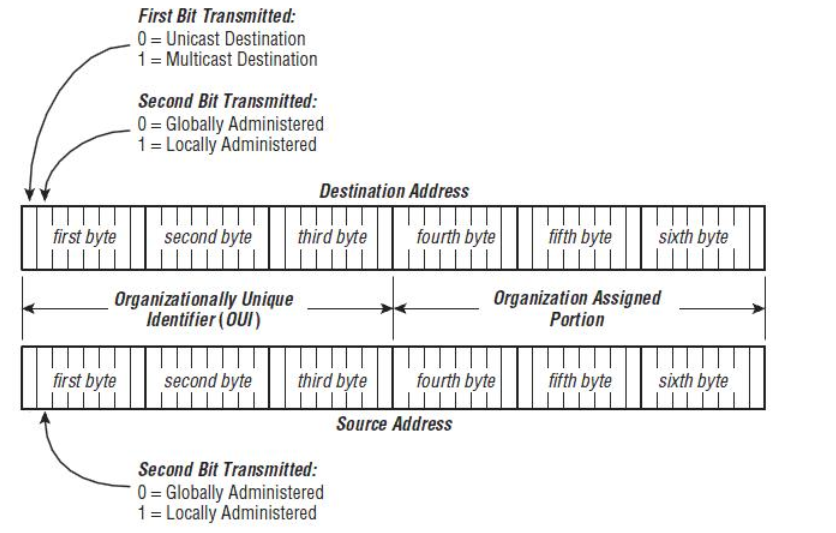 First Bit Transmitted:
0 = Unicast Destination
1 = Multicast Destination
Second Bit Transmitted:
0 = Globally Administered
1 = Locally Administered
Destination Address
first byte second byte third byte fourth byte fifth byte sixth byte
Organizationally Unique
Identifier (OUI)
Organization Assigned
Portion
first byte second byte third byte fourth byte fifth byte sixth byte
Source Address
Second Bit Transmitted:
0 = Globally Administered
1 = Locally Administered